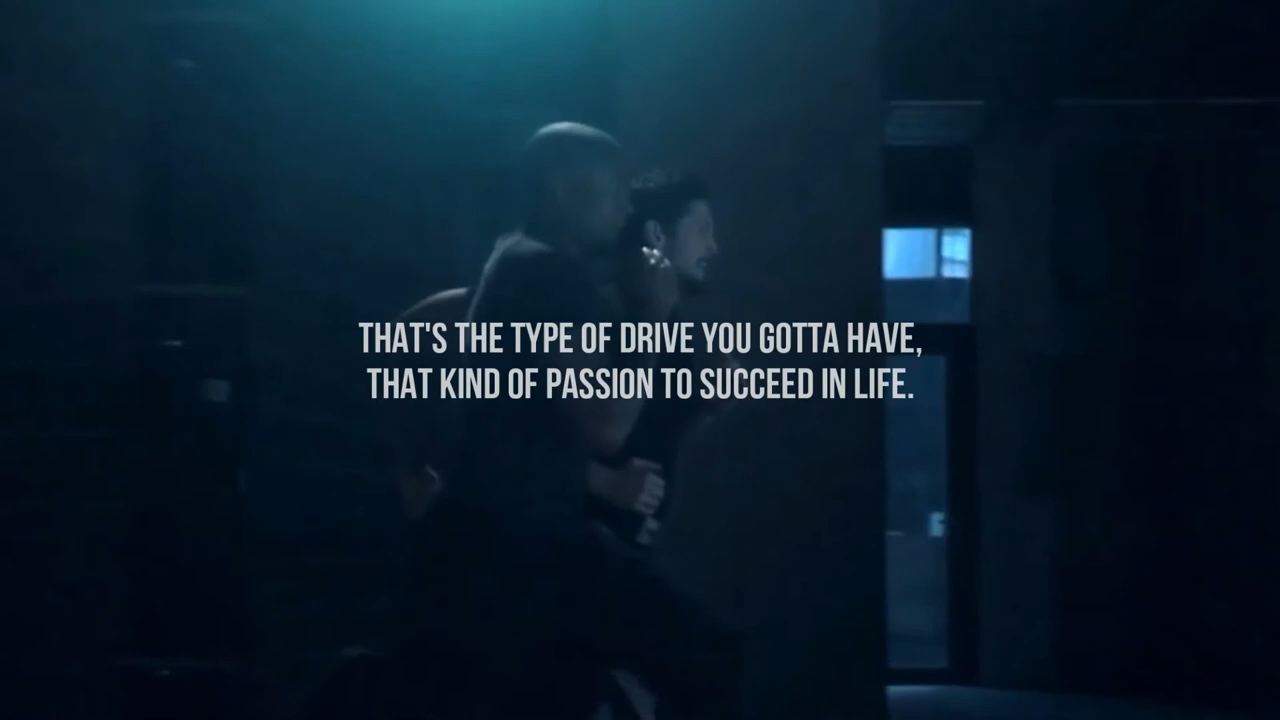 THAT'S THE TYPE OF DRIVE YOU GOTTA HAVE,
THAT KIND OF PASSION TO SUCCEED IN LIFE.